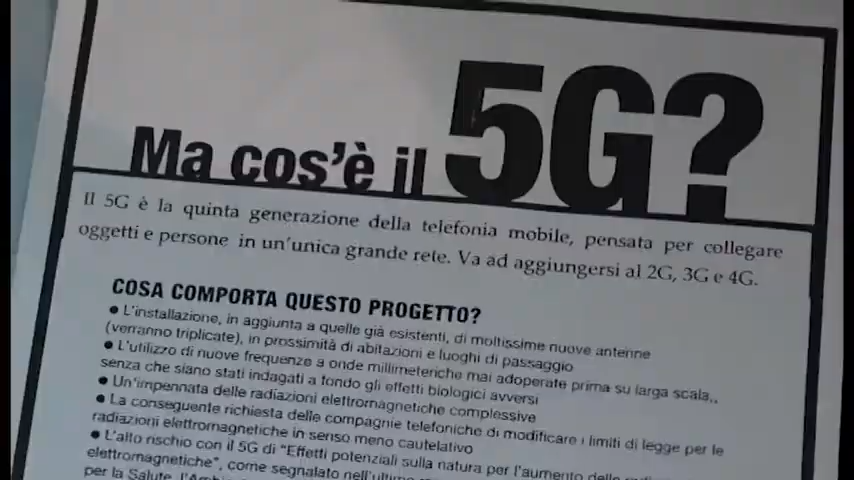 Ma cos'è il 5G?
Il 5G è la quinta generazione della telefonia mobile, pensata per collegare
oggetti e persone in un'unica grande rete. Va ad aggiungersi al 2G, 3G e 4G.
COSA COMPORTA QUESTO PROGETTO?
● L'installazione, in aggiunta a quelle già esistenti, di moltissime nuove antenne
(verranno triplicate), in prossimità di abitazioni e luoghi di passaggio
● L'utilizzo di nuove frequenze a onde millimetriche mai adoperate prima su larga scala,,
senza che siano stati indagati a fondo gli effetti biologici avversi
● Un'impennata delle radiazioni elettromagnetiche complessive
● La conseguente richiesta delle compagnie telefoniche di modificare i limiti di legge per le
radiazioni elettromagnetiche in senso meno cautelativo
● L'alto rischio con il 5G di "Effetti potenziali sulla natura per l'aumento delle
elettromagnetiche", come segnalato nell'ultimo
per la Salute, l'